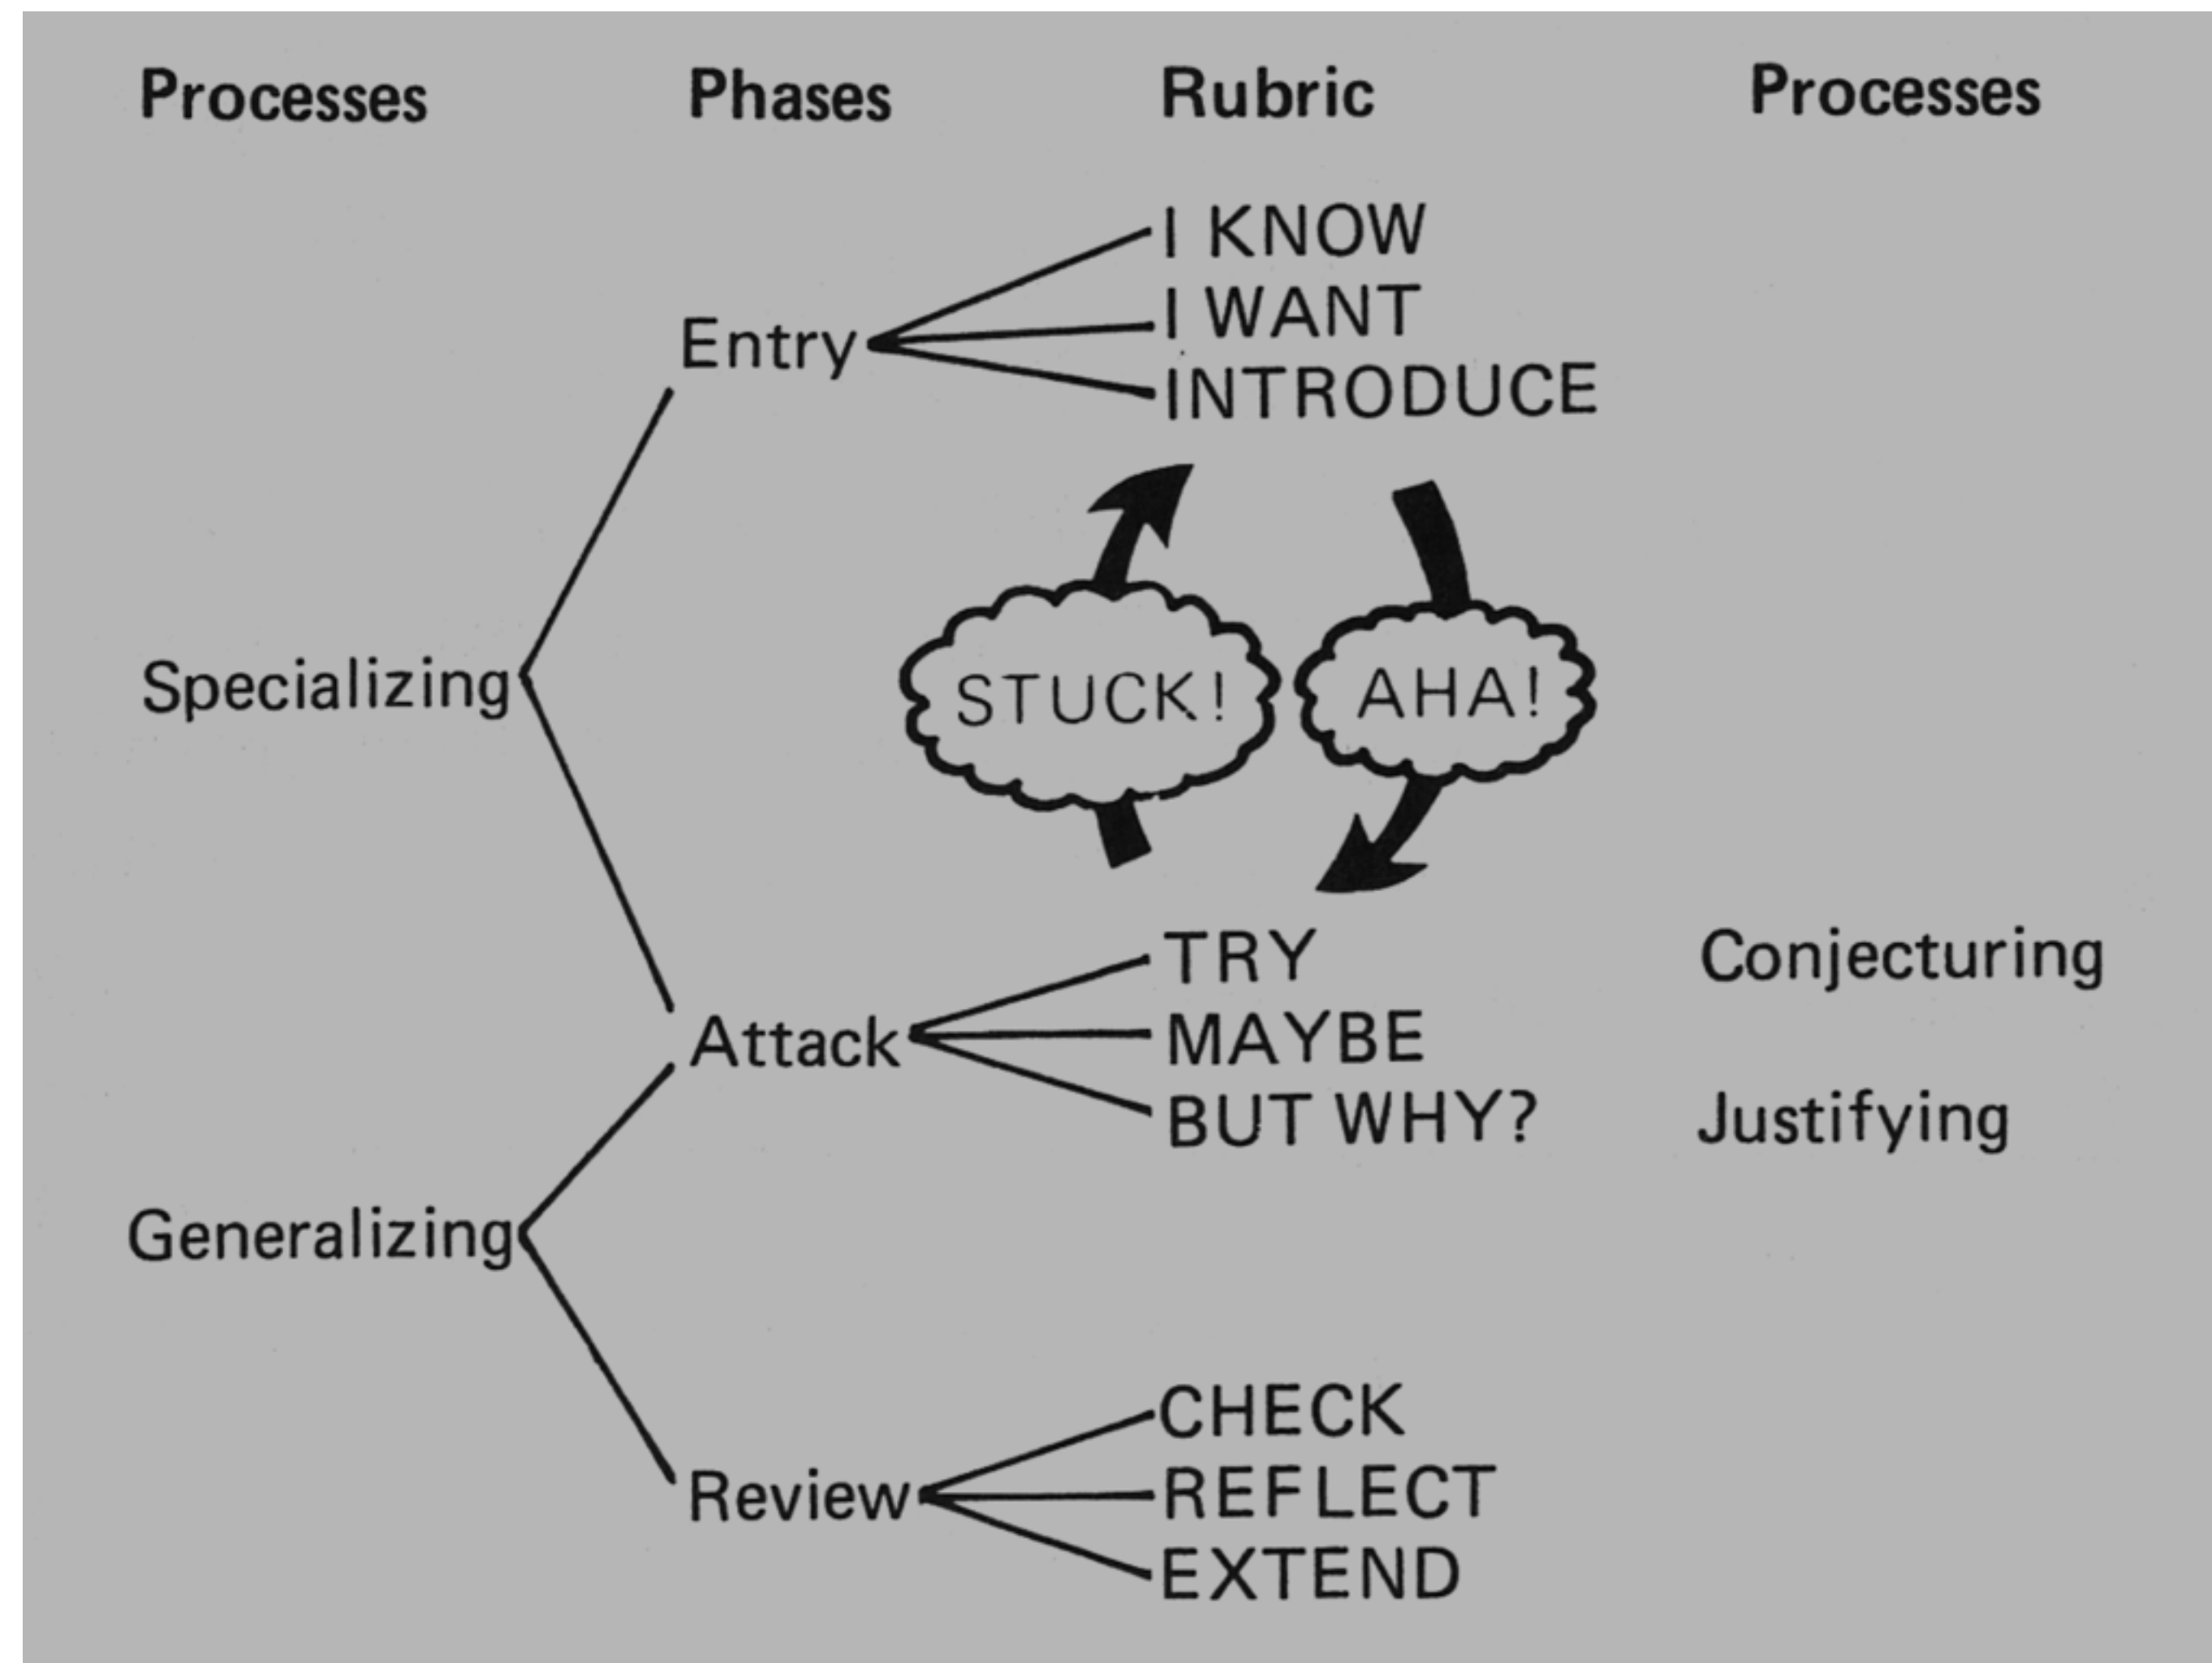 Processes Phases Rubric Processes
I KNOW
I WANT
Entry
INTRODUCE
Specializing
STUCK! AHA!
TRY Conjecturing
Attack MAYBE
BUT WHY? Justifying
Generalizing
CHECK
Review REFLECT
EXTEND